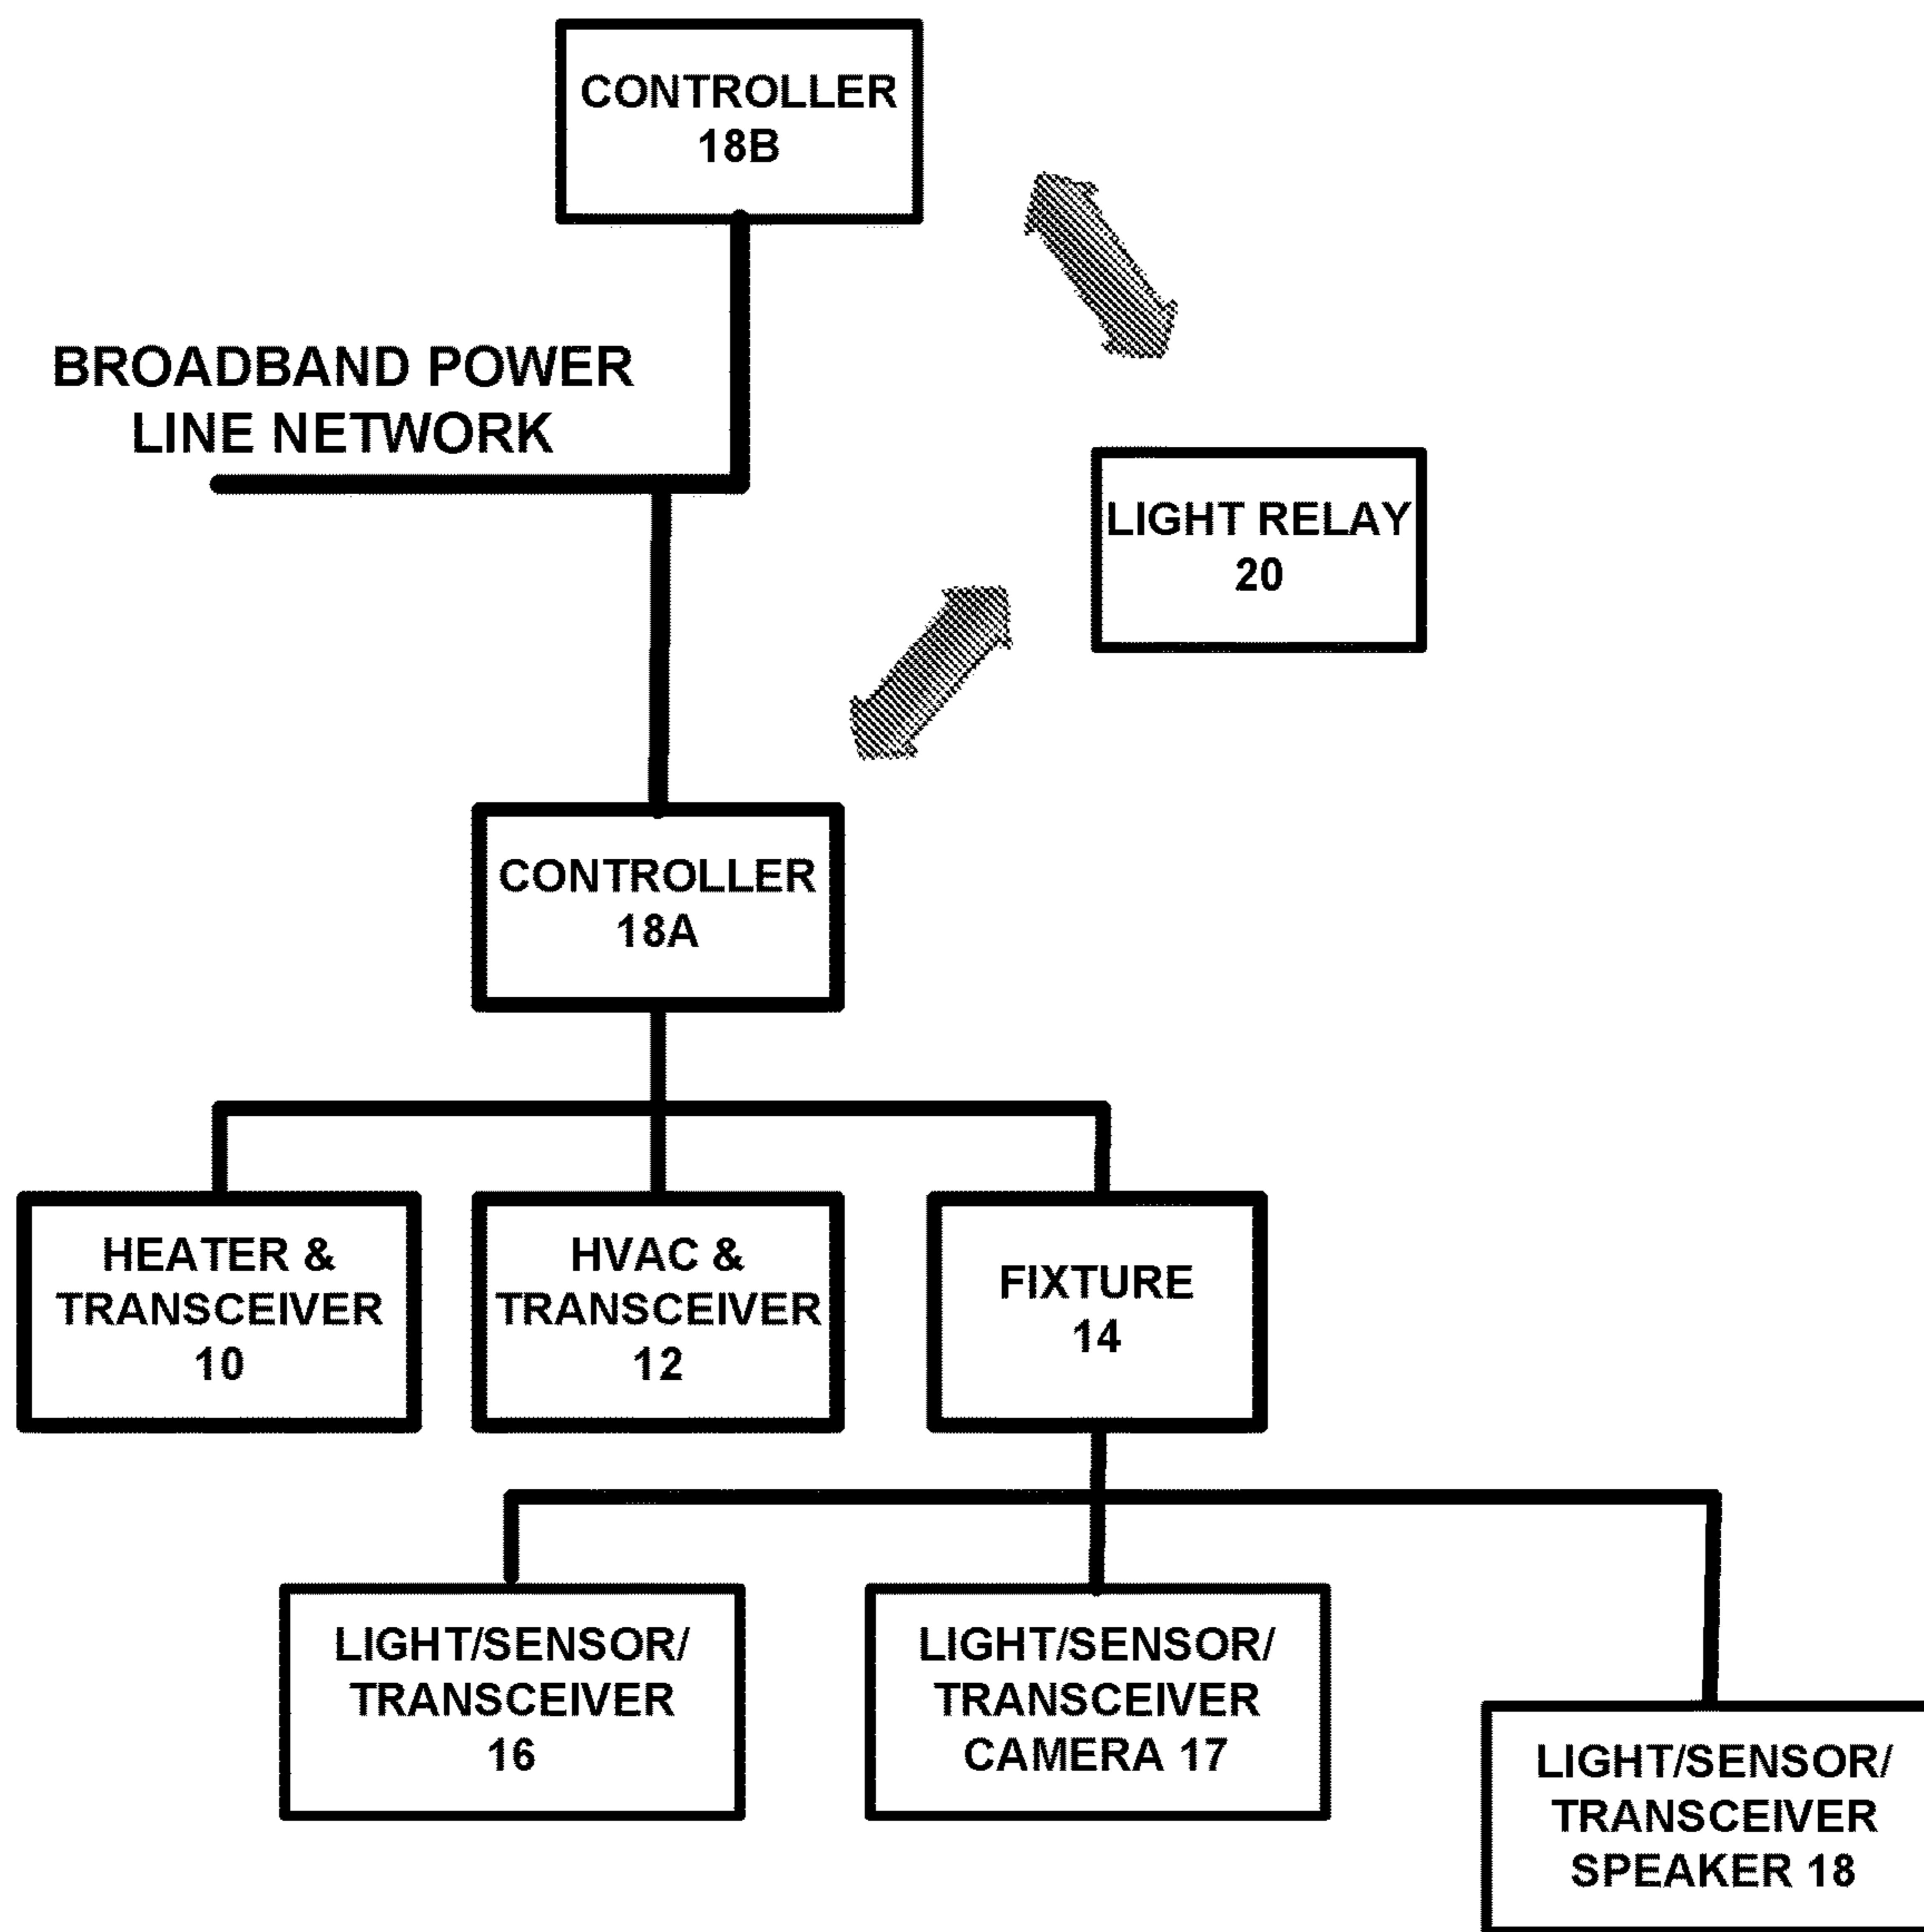 CONTROLLER
18B
BROADBAND POWER
LINE NETWORK
LIGHT RELAY
20
CONTROLLER
18A
HEATER &
TRANSCEIVER
10
HVAC &
TRANSCEIVER
12
FIXTURE
14
LIGHT/SENSOR/
TRANSCEIVER
16
LIGHT/SENSOR/
TRANSCEIVER
CAMERA 17
LIGHT/SENSOR/
TRANSCEIVER
SPEAKER 18